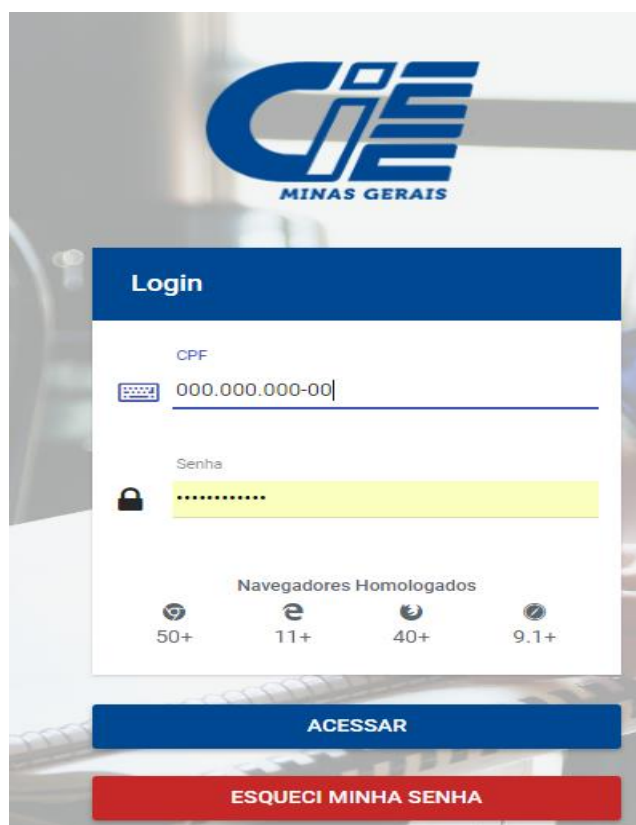 CIEE
MINAS GERAIS
Login
CPF
000.000.000-00
Senha
••••••••••••
Navegadores Homologados
50+ 11+ 40+ 9.1+
ACESSAR
ESQUECI MINHA SENHA